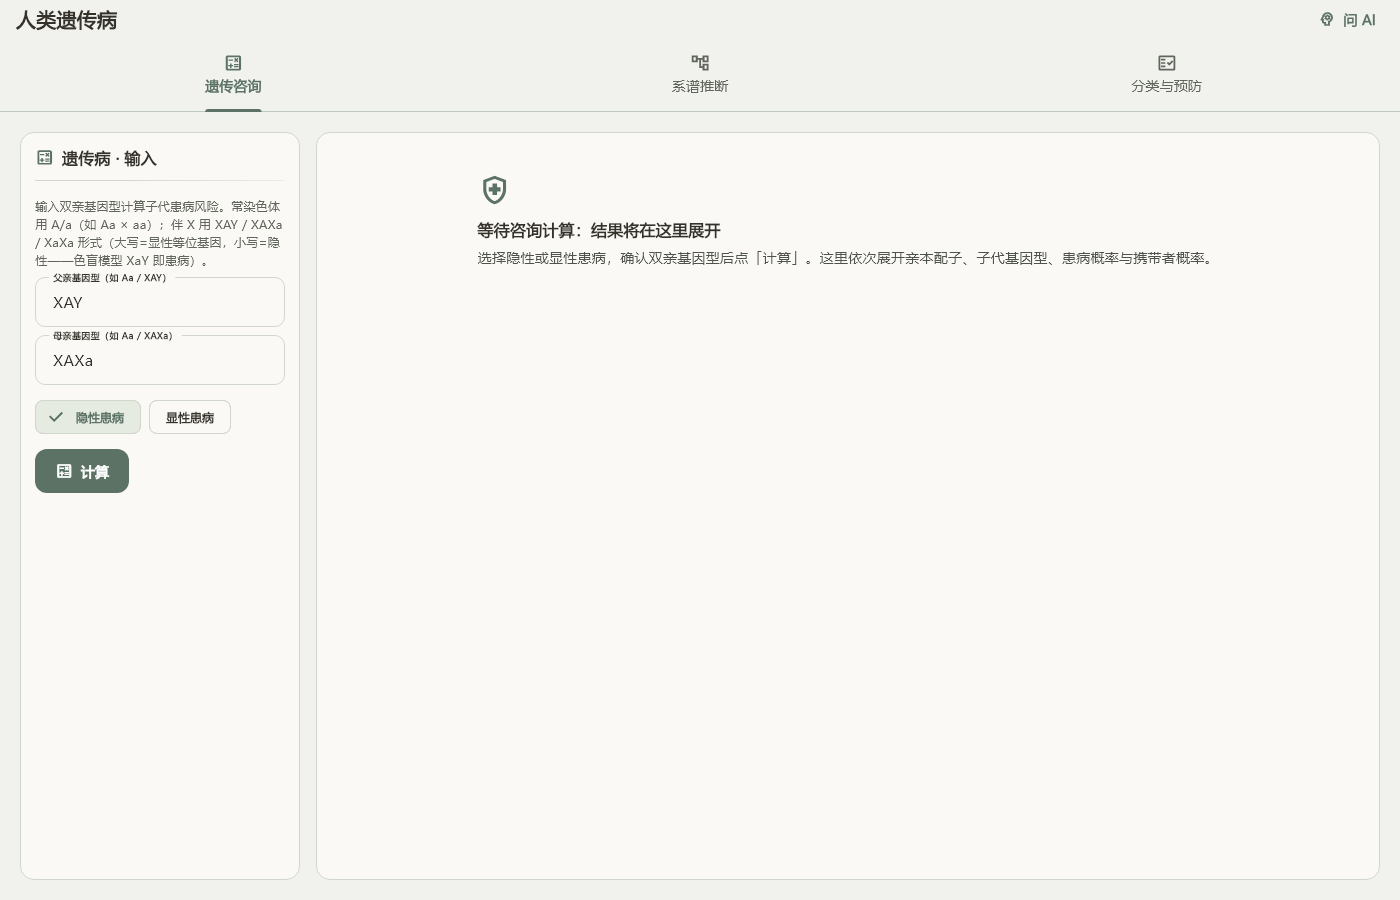 人类遗传病
问 AI
遗传咨询
系谱推断
分类与预防
遗传病 · 输入
输入双亲基因型计算子代患病风险。常染色体
用 A/a（如 Aa × aa）；伴 X 用 XAY / XAXa
/ XaXa 形式（大写=显性等位基因，小写=隐
性——色盲模型 XaY 即患病）。
父亲基因型（如 Aa / XAY）
XAY
母亲基因型（如 Aa / XAXa）
XAXa
隐性患病
显性患病
计算
等待咨询计算：结果将在这里展开
选择隐性或显性患病，确认双亲基因型后点「计算」。这里依次展开亲本配子、子代基因型、患病概率与携带者概率。